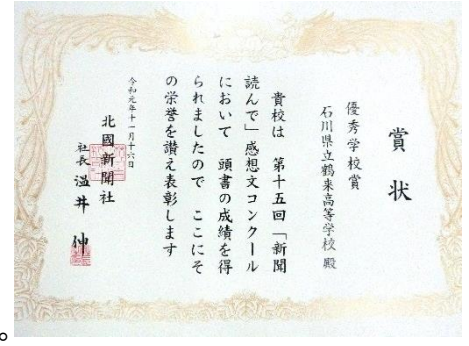 賞状
優秀学校賞
石川県立鶴来高等学校 殿
貴校は 第十五回「新聞
読んで」感想文コンクール
において 頭書の成績を得
られましたので ここにそ
の栄誉を讃え表彰します
令和元年十一月十六日
北國新聞社
社長 温井 伸